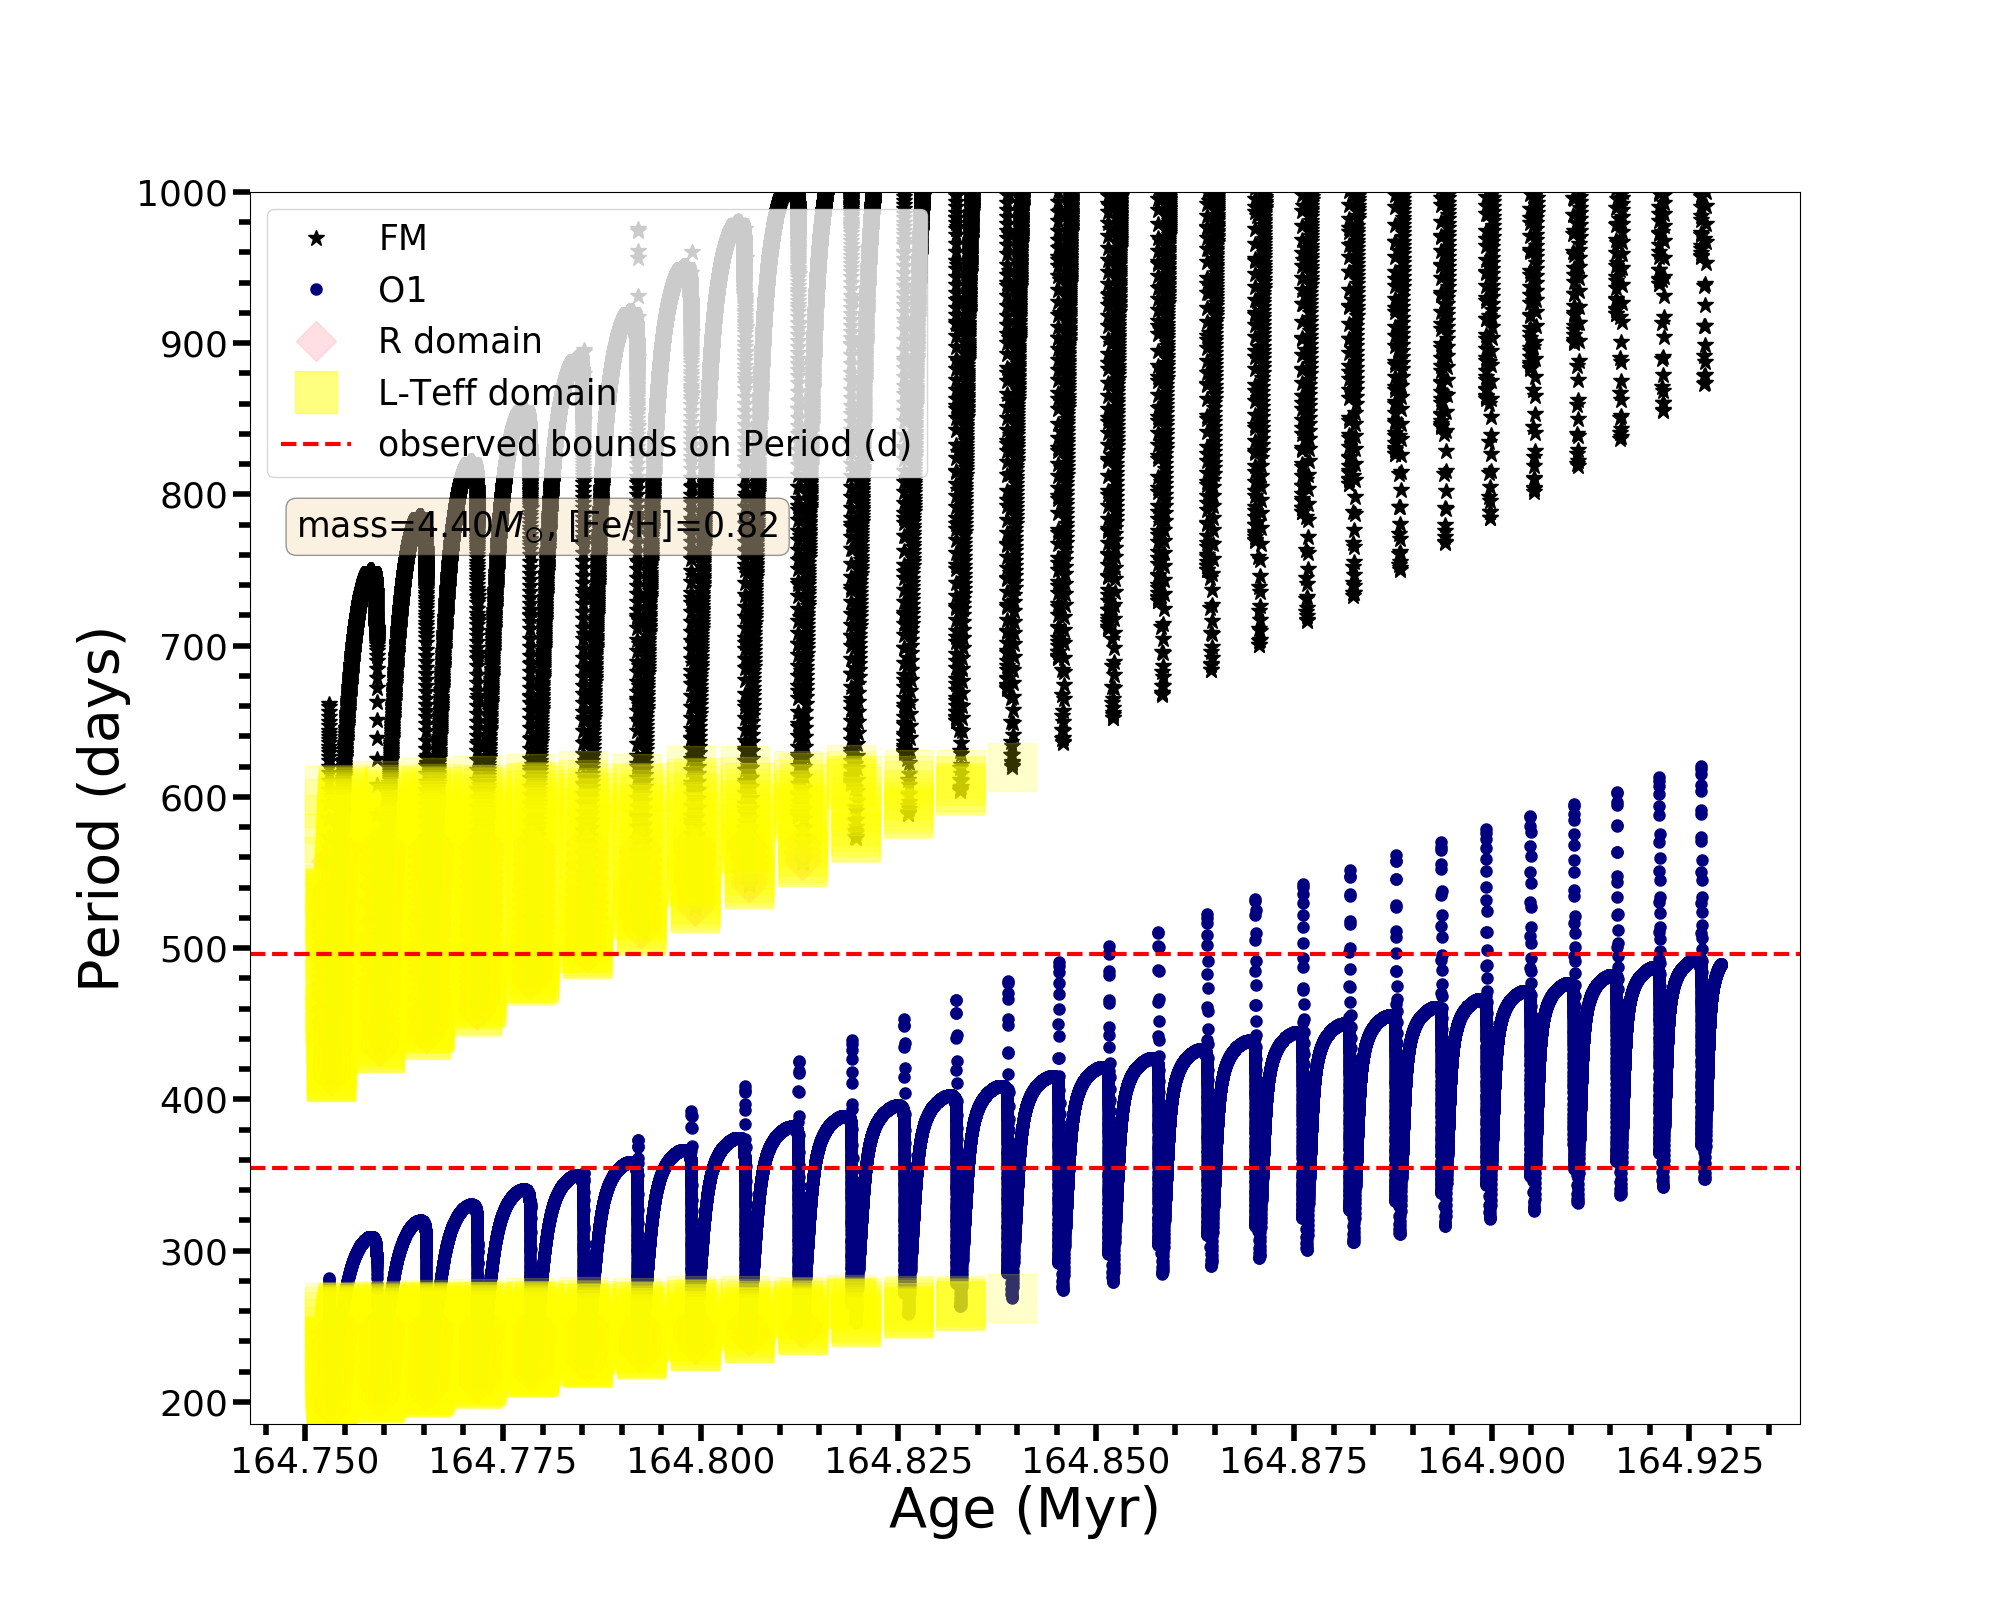 1000
900
800
700
600
500
400
300
200
Period (days)
FM
O1
R domain
L-Teff domain
observed bounds on Period (d)
mass=4.40M☉, [Fe/H]=0.82
164.750 164.775 164.800 164.825 164.850 164.875 164.900 164.925
Age (Myr)